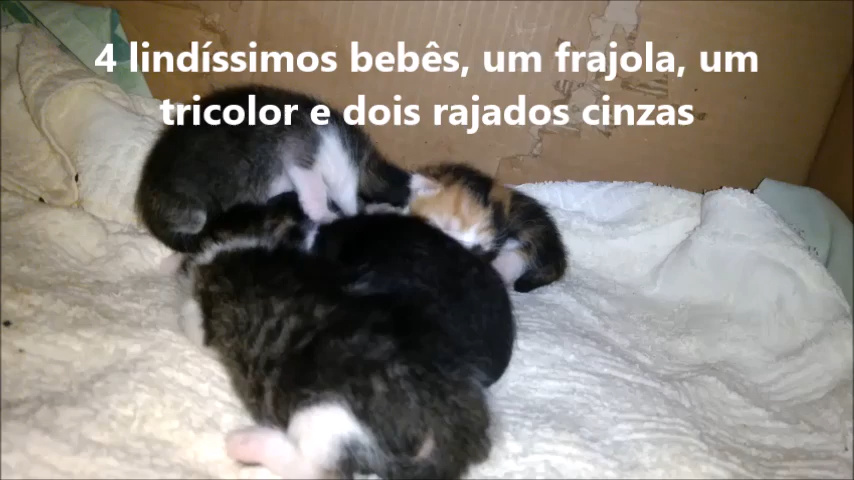 4 lindíssimos bebês, um frajola, um
tricolor e dois rajados cinzas